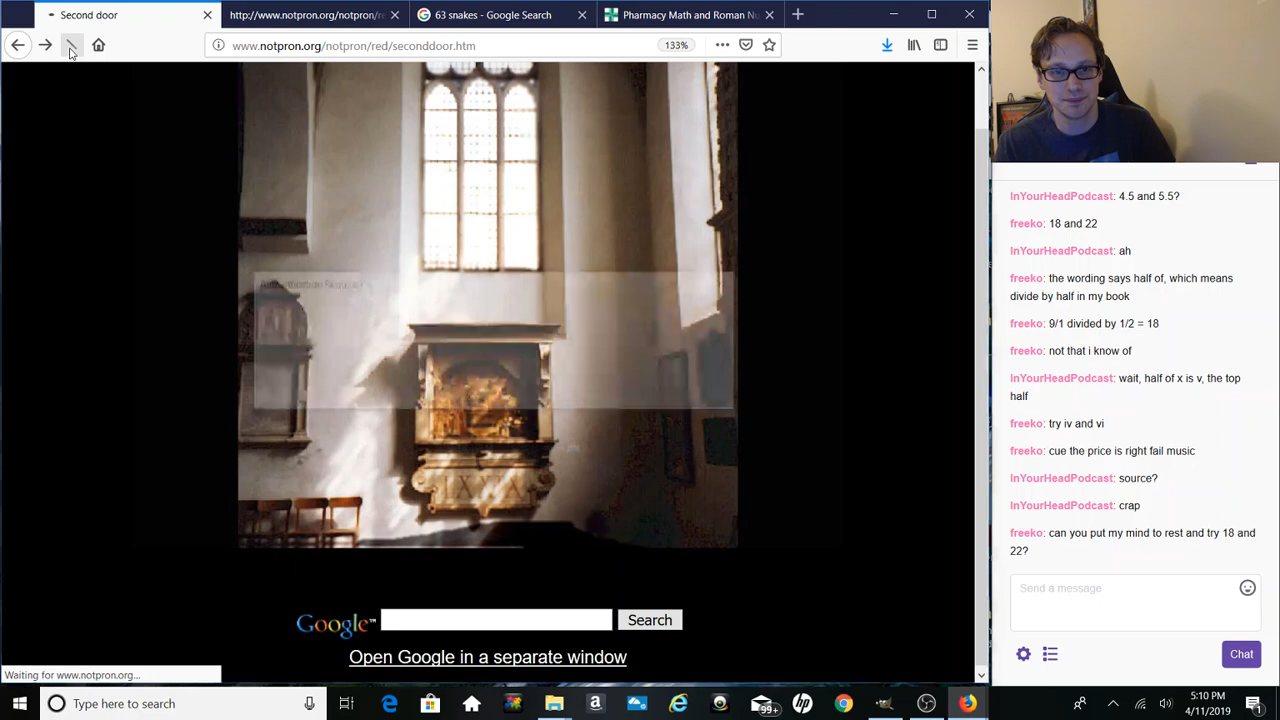 Second door
http://www.notpron.org/notpron/re
63 snakes - Google Search
Pharmacy Math and Roman Nu
www.notpron.org/notpron/red/seconddoor.htm
133%
InYourHeadPodcast: 4.5 and 5.5?
freeko: 18 and 22
InYourHeadPodcast: ah
freeko: the wording says half of, which means
divide by half in my book
freeko: 9/1 divided by 1/2 = 18
freeko: not that i know of
InYourHeadPodcast: wait, half of x is v, the top
half
freeko: try iv and vi
freeko: cue the price is right fail music
InYourHeadPodcast: source?
InYourHeadPodcast: crap
freeko: can you put my mind to rest and try 18 and
22?
Send a message
Chat
Google™
Search
Open Google in a separate window
Waiting for www.notpron.org...
Type here to search
99+
5:10 PM
4/11/2019